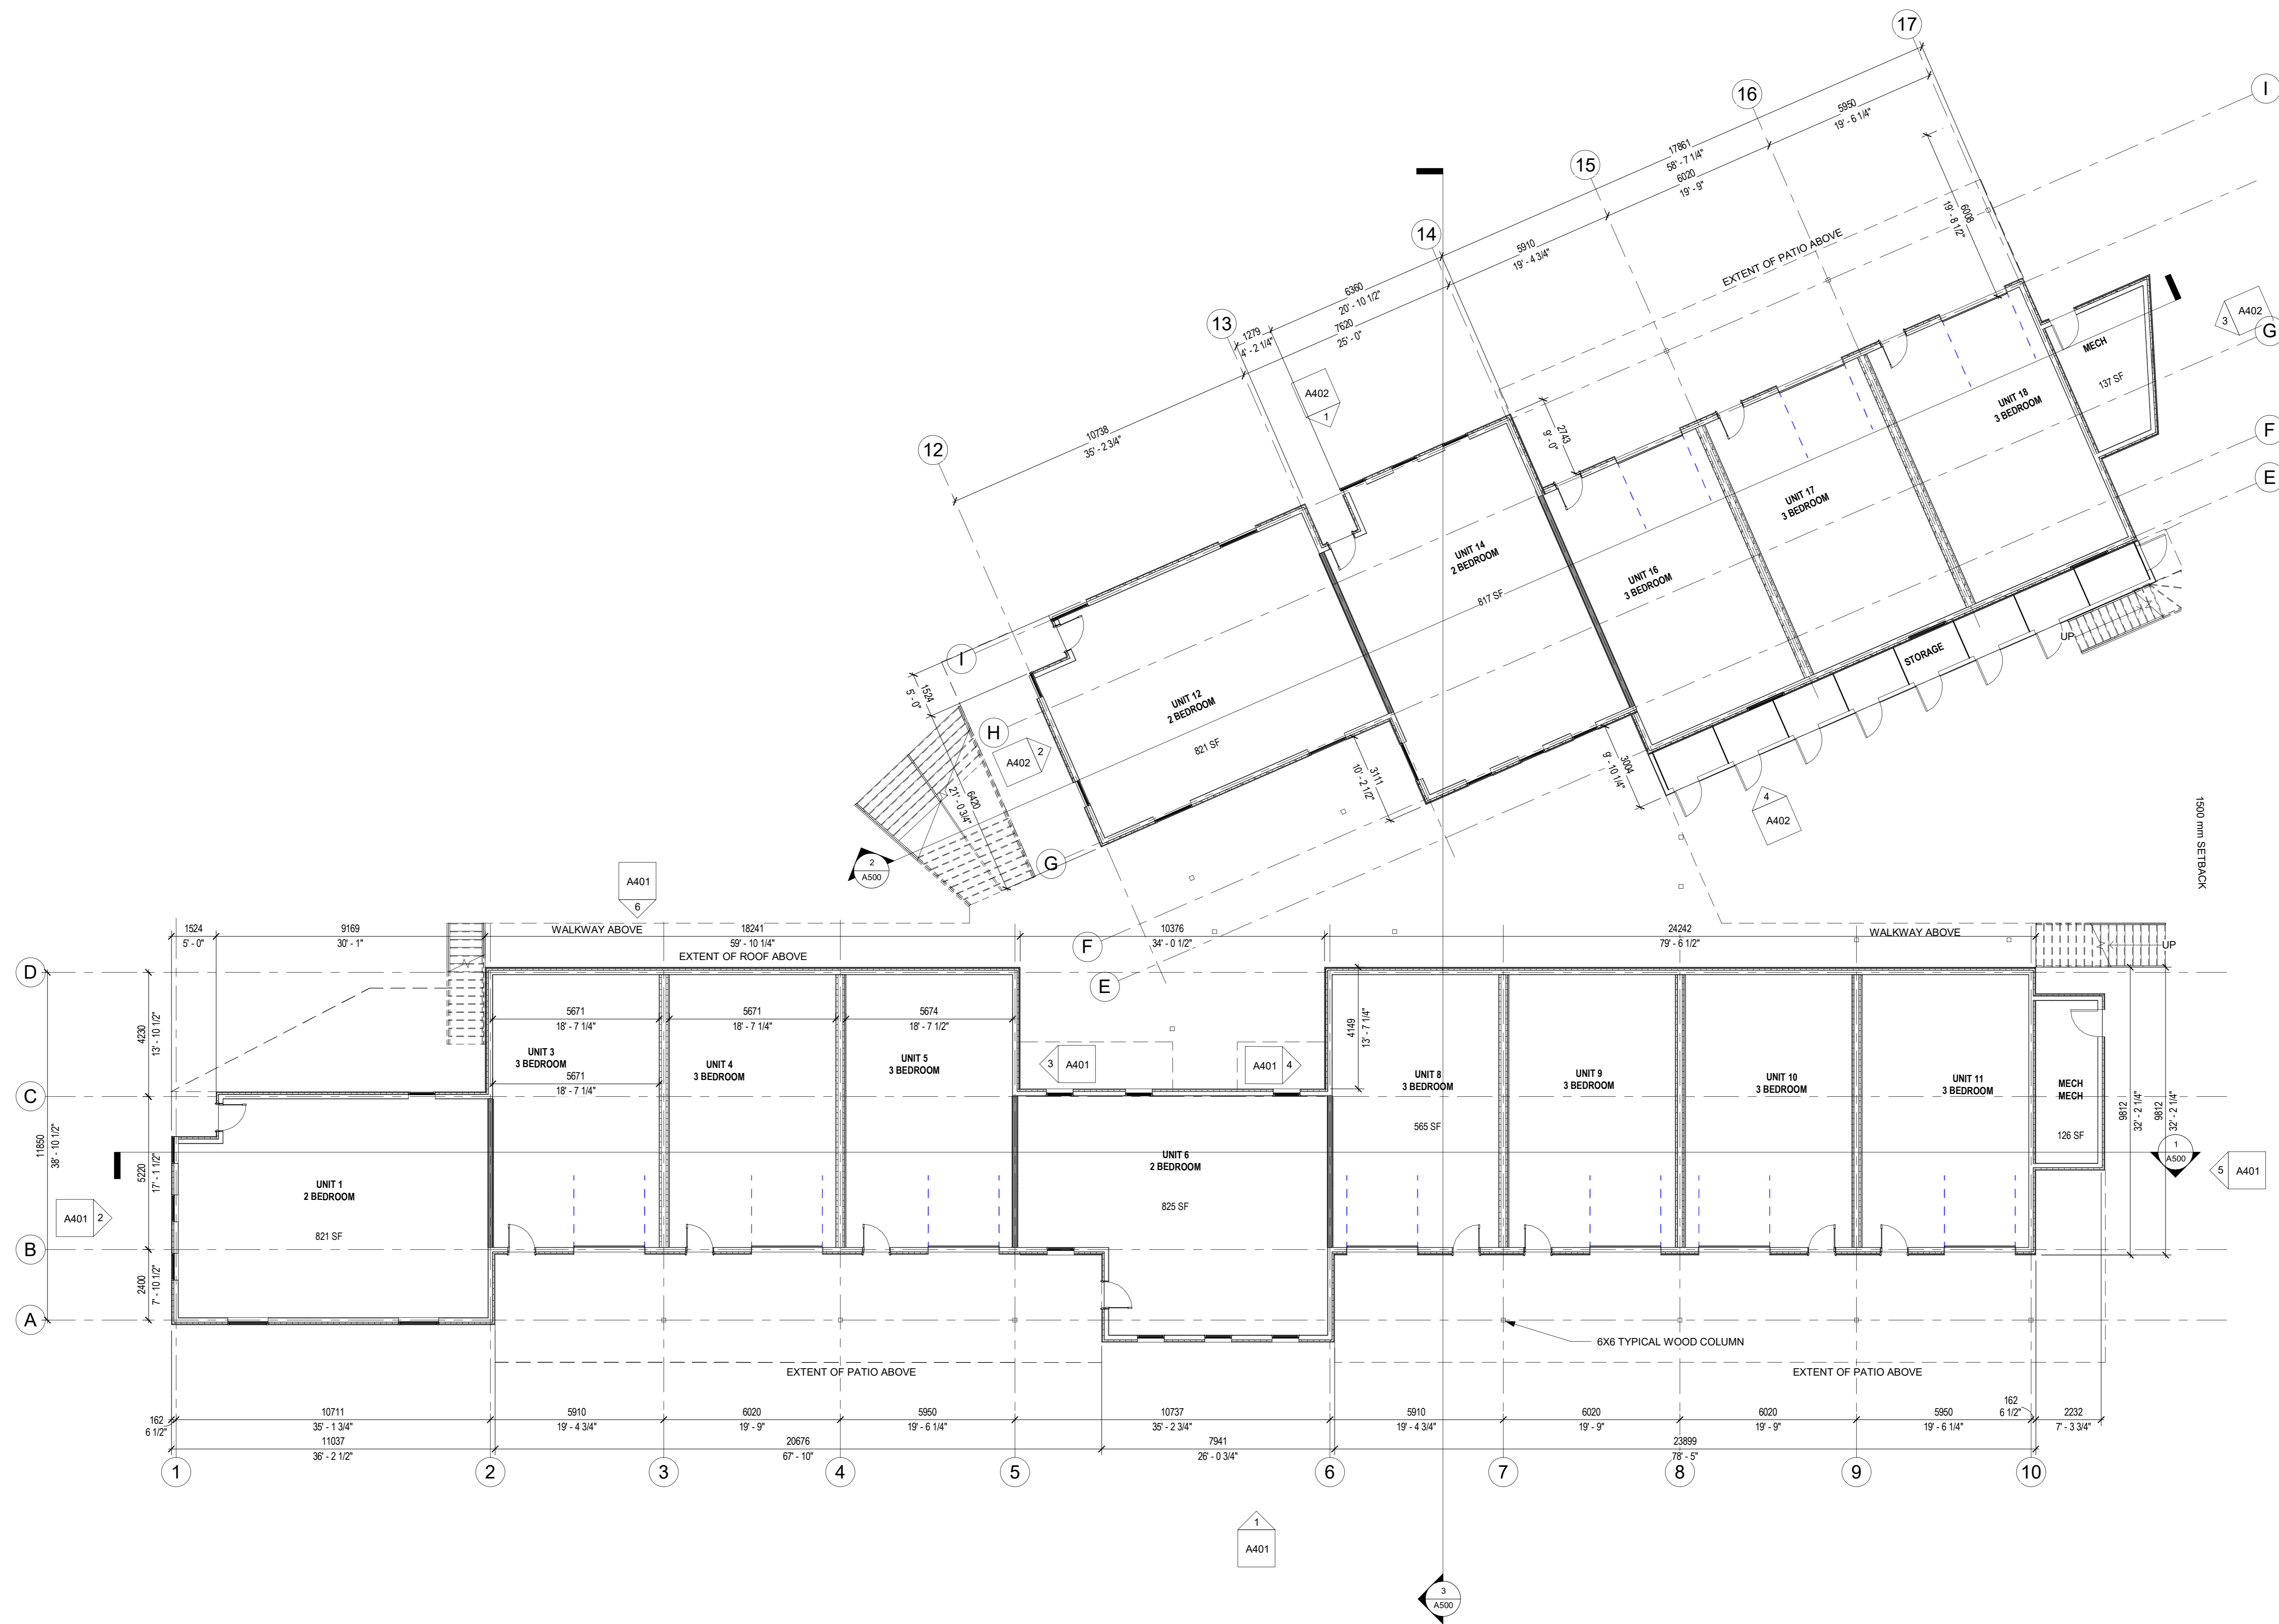 17
I
16
5950
19' - 6 1/4"
17861
58' - 7 1/4"
15
6020
19' - 9"
6008
19' - 8 1/2"
14
5910
19' - 4 3/4"
EXTENT OF PATIO ABOVE
6360
20' - 10 1/2"
13
1279
4' - 2 1/4"
7620
25' - 0"
3
A402
G
MECH
137 SF
A402
1
UNIT 18
3 BEDROOM
12
10738
35' - 2 3/4"
2743
9' - 0"
F
E
UNIT 17
3 BEDROOM
UNIT 14
2 BEDROOM
817 SF
UNIT 16
3 BEDROOM
UP
STORAGE
I
1524
5' - 0"
UNIT 12
2 BEDROOM
821 SF
H
A402
2
6420
21' - 0 3/4"
3111
10' - 2 1/2"
3004
9' - 10 1/4"
4
A402
1500 mm SETBACK
G
2
A500
A401
6
F
E
1524
5' - 0"
9169
30' - 1"
WALKWAY ABOVE
18241
59' - 10 1/4"
EXTENT OF ROOF ABOVE
10376
34' - 0 1/2"
24242
79' - 6 1/2"
WALKWAY ABOVE
UP
D
4230
13' - 10 1/2"
5671
18' - 7 1/4"
5671
18' - 7 1/4"
5674
18' - 7 1/2"
4149
13' - 7 1/4"
UNIT 3
3 BEDROOM
5671
18' - 7 1/4"
UNIT 4
3 BEDROOM
UNIT 5
3 BEDROOM
3
A401
A401
4
UNIT 8
3 BEDROOM
565 SF
UNIT 9
3 BEDROOM
UNIT 10
3 BEDROOM
UNIT 11
3 BEDROOM
MECH
MECH
126 SF
9812
32' - 2 1/4"
9812
32' - 2 1/4"
C
11850
38' - 10 1/2"
5220
17' - 1 1/2"
UNIT 1
2 BEDROOM
821 SF
UNIT 6
2 BEDROOM
825 SF
1
A500
5
A401
A401
2
B
2400
7' - 10 1/2"
A
6X6 TYPICAL WOOD COLUMN
EXTENT OF PATIO ABOVE
EXTENT OF PATIO ABOVE
162
6 1/2"
10711
35' - 1 3/4"
5910
19' - 4 3/4"
6020
19' - 9"
5950
19' - 6 1/4"
10737
35' - 2 3/4"
5910
19' - 4 3/4"
6020
19' - 9"
6020
19' - 9"
5950
19' - 6 1/4"
162
6 1/2"
2232
7' - 3 3/4"
11037
36' - 2 1/2"
20676
67' - 10"
7941
26' - 0 3/4"
23899
78' - 5"
1
2
3
4
5
6
7
8
9
10
1
A401
3
A500